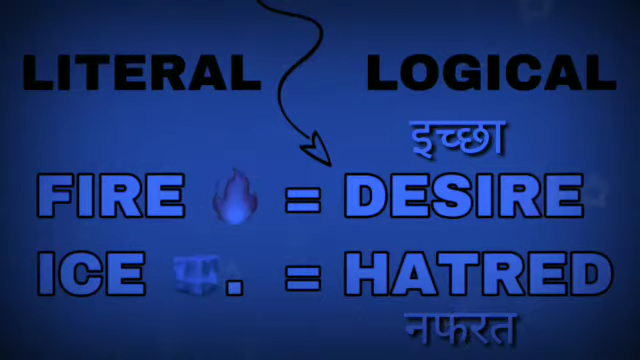 LITERAL LOGICAL
इच्छा
FIRE 🔥 = DESIRE
ICE 🧊. = HATRED
नफरत